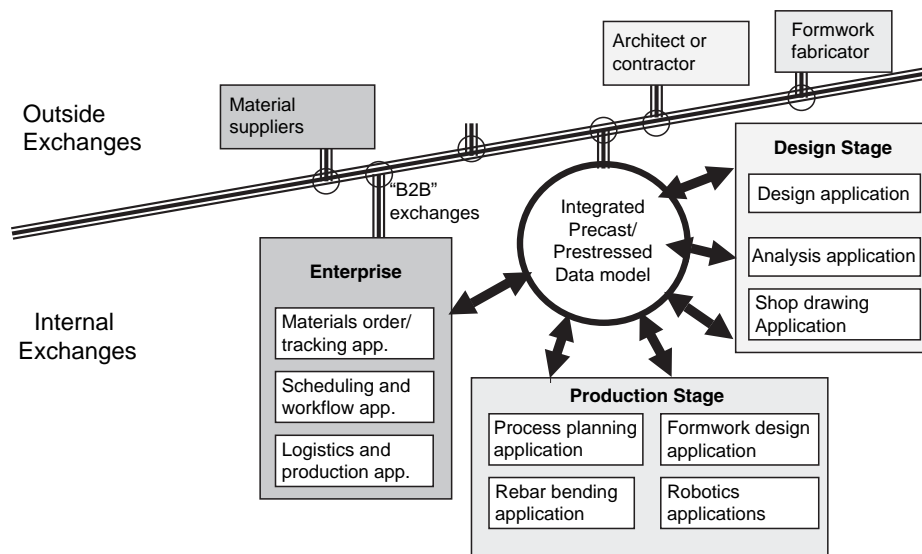 Formwork
fabricator
Architect or
contractor
Material
suppliers
Outside
Exchanges
"B2B"
exchanges
Design Stage
Design application
Analysis application
Shop drawing
Application
Integrated
Precast/
Prestressed
Data model
Enterprise
Materials order/
tracking app.
Scheduling and
workflow app.
Logistics and
production app.
Internal
Exchanges
Production Stage
Process planning
application
Formwork design
application
Rebar bending
application
Robotics
applications